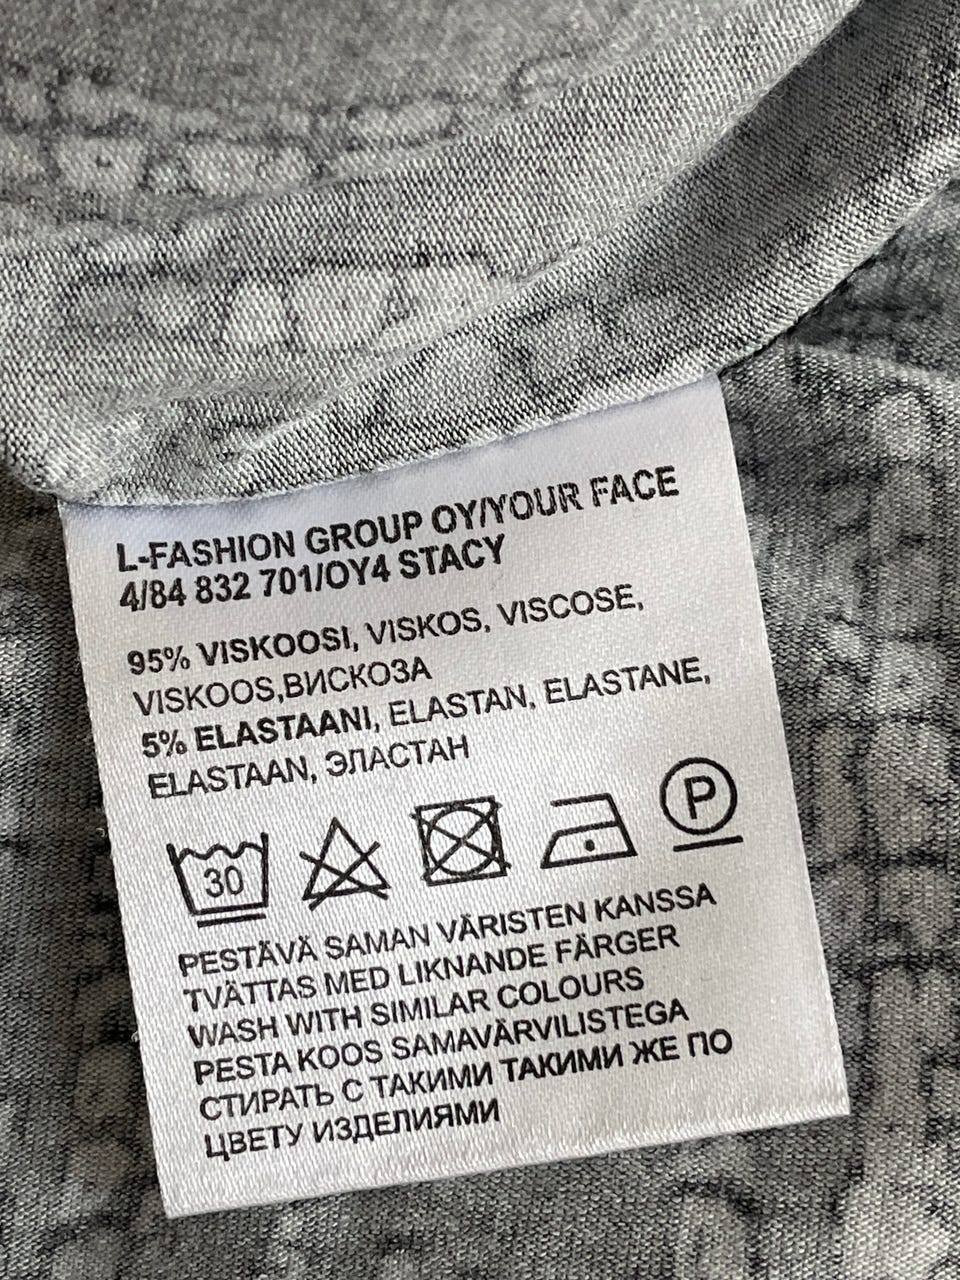 L-FASHION GROUP OY/YOUR FACE
4/84 832 701/OY4 STACY
95% VISKOOSI, VISKOS, VISCOSE,
VISKOOS,ВИСКОЗА
5% ELASTAANI, ELASTAN, ELASTANE,
ELASTAAN, ЭЛАСТАН
30 P
PESTÄVÄ SAMAN VÄRISTEN KANSSA
TVÄTTAS MED LIKNANDE FÄRGER
WASH WITH SIMILAR COLOURS
PESTA KOOS SAMAVÄRVILISTEGA
СТИРАТЬ С ТАКИМИ ТАКИМИ ЖЕ ПО
ЦВЕТУ ИЗДЕЛИЯМИ